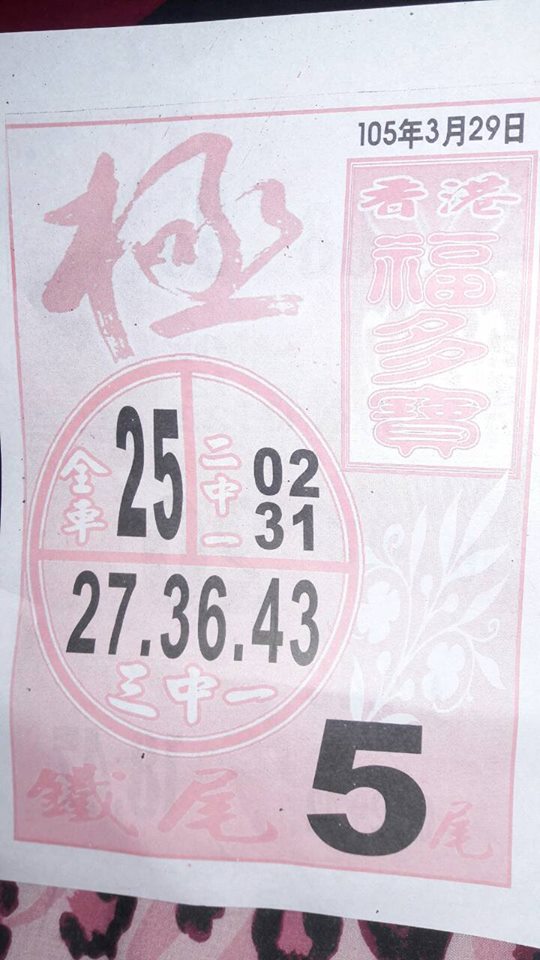 105年3月29日
極
香港
福多寶
全車
25
二中一
02
31
27.36.43
三中一
鐵尾
5尾